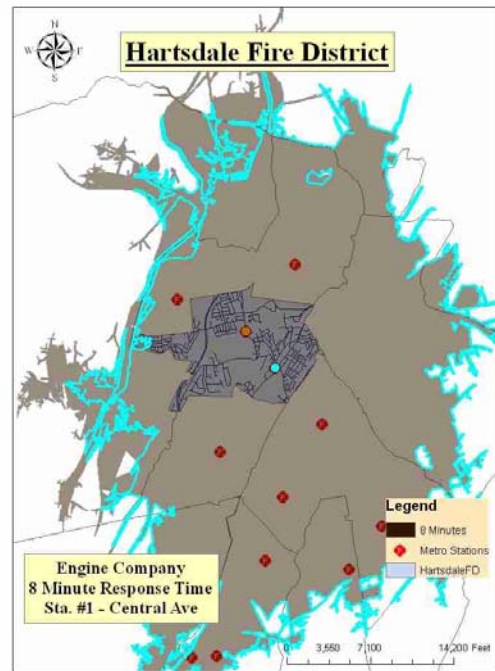 N
W
E
S
Hartsdale Fire District
Legend
8 Minutes
Metro Stations
HartsdaleFD
Engine Company
8 Minute Response Time
Sta. #1 - Central Ave
0 3,550 7,100 14,200 Feet